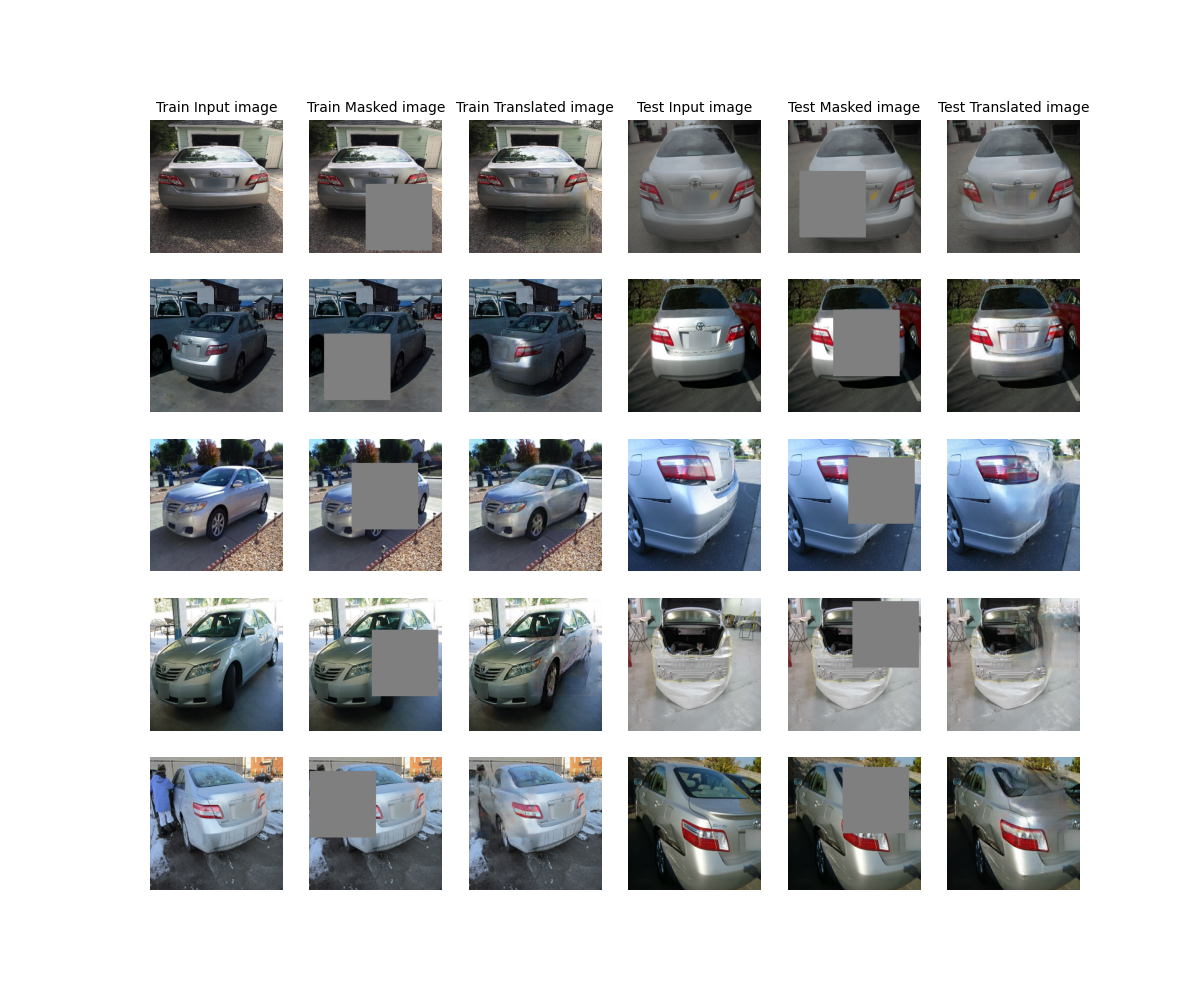 Train Input image
Train Masked image
Train Translated image
Test Input image
Test Masked image
Test Translated image